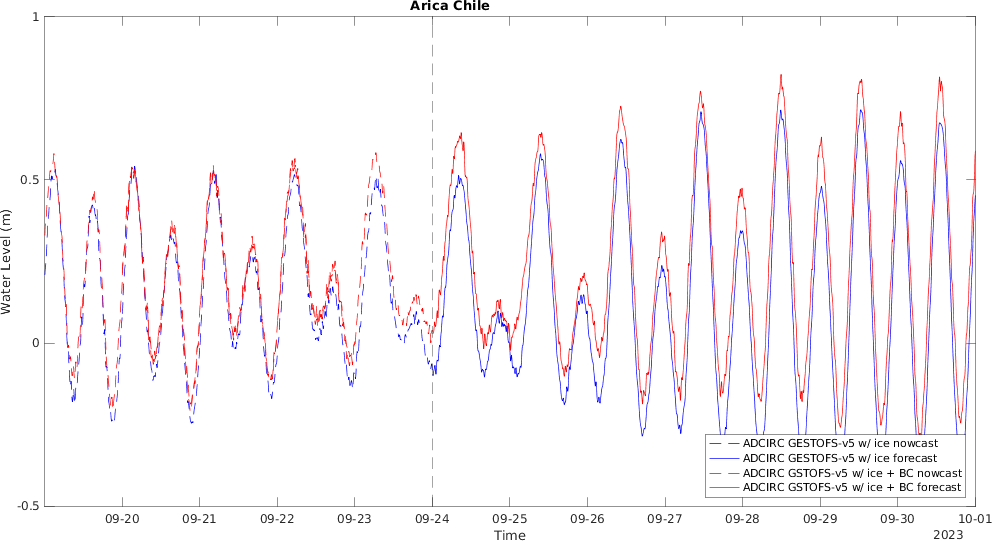 Arica Chile
1
0.5
0
-0.5
Water Level (m)
ADCIRC GESTOFS-v5 w/ ice nowcast
ADCIRC GESTOFS-v5 w/ ice forecast
ADCIRC GSTOFS-v5 w/ ice + BC nowcast
ADCIRC GSTOFS-v5 w/ ice + BC forecast
09-20 09-21 09-22 09-23 09-24 09-25 09-26 09-27 09-28 09-29 09-30 10-01
Time
2023